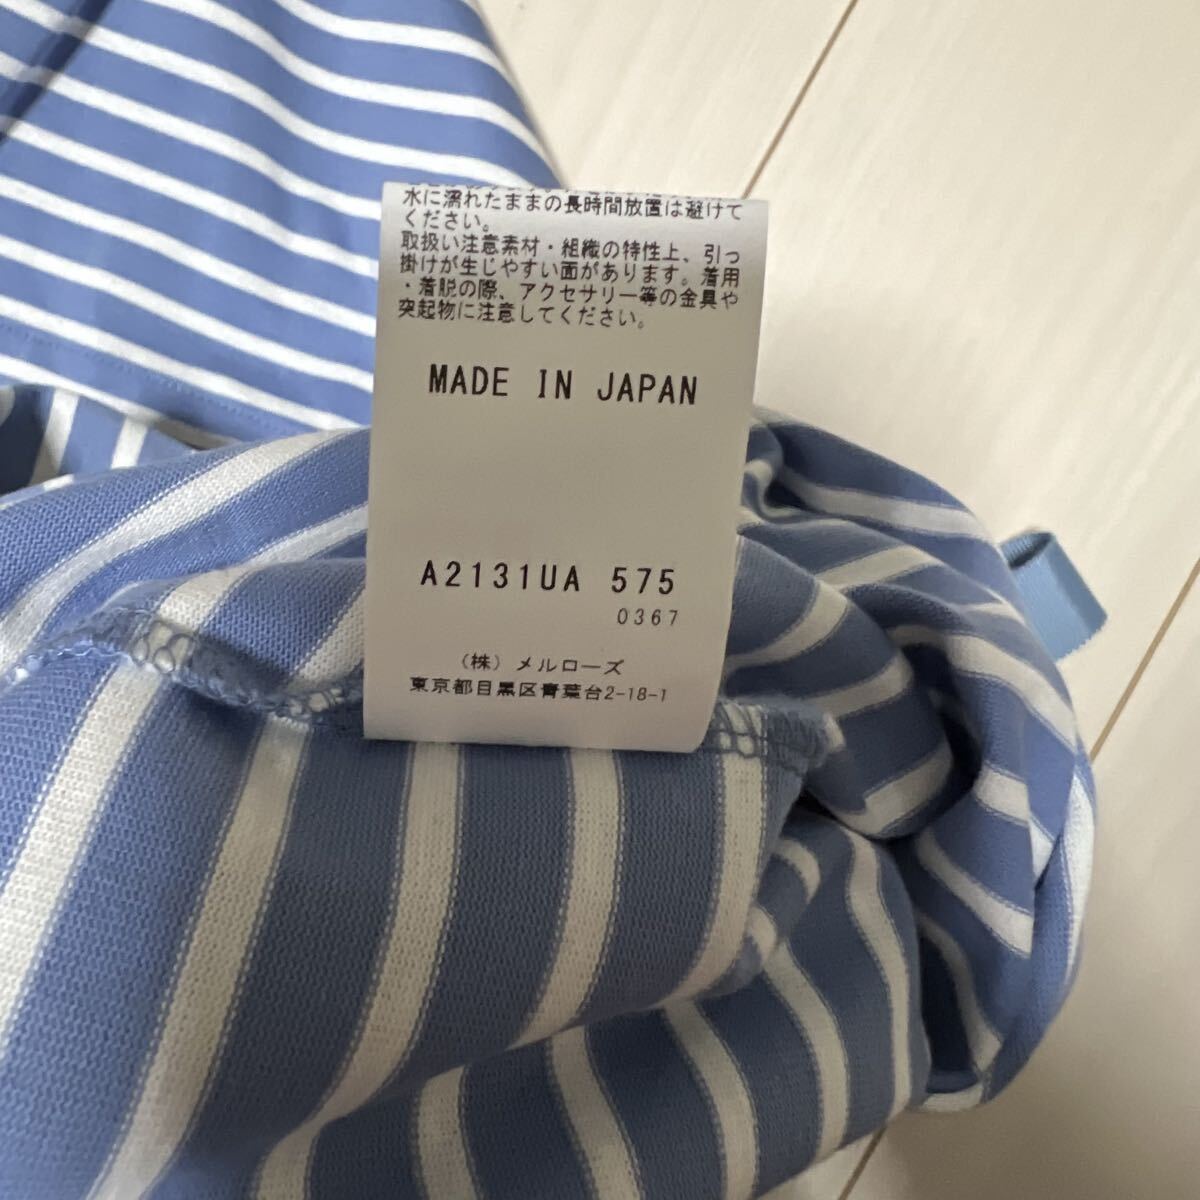 水に濡れたままの長時間放置は避けて
ください。
取扱い注意素材・組織の特性上、引っ
掛けが生じやすい面があります。着用
・着脱の際、アクセサリー等の金具や
突起物に注意してください。
MADE IN JAPAN
A2131UA 575
0367
(株) メルローズ
東京都目黒区青葉台2-18-1